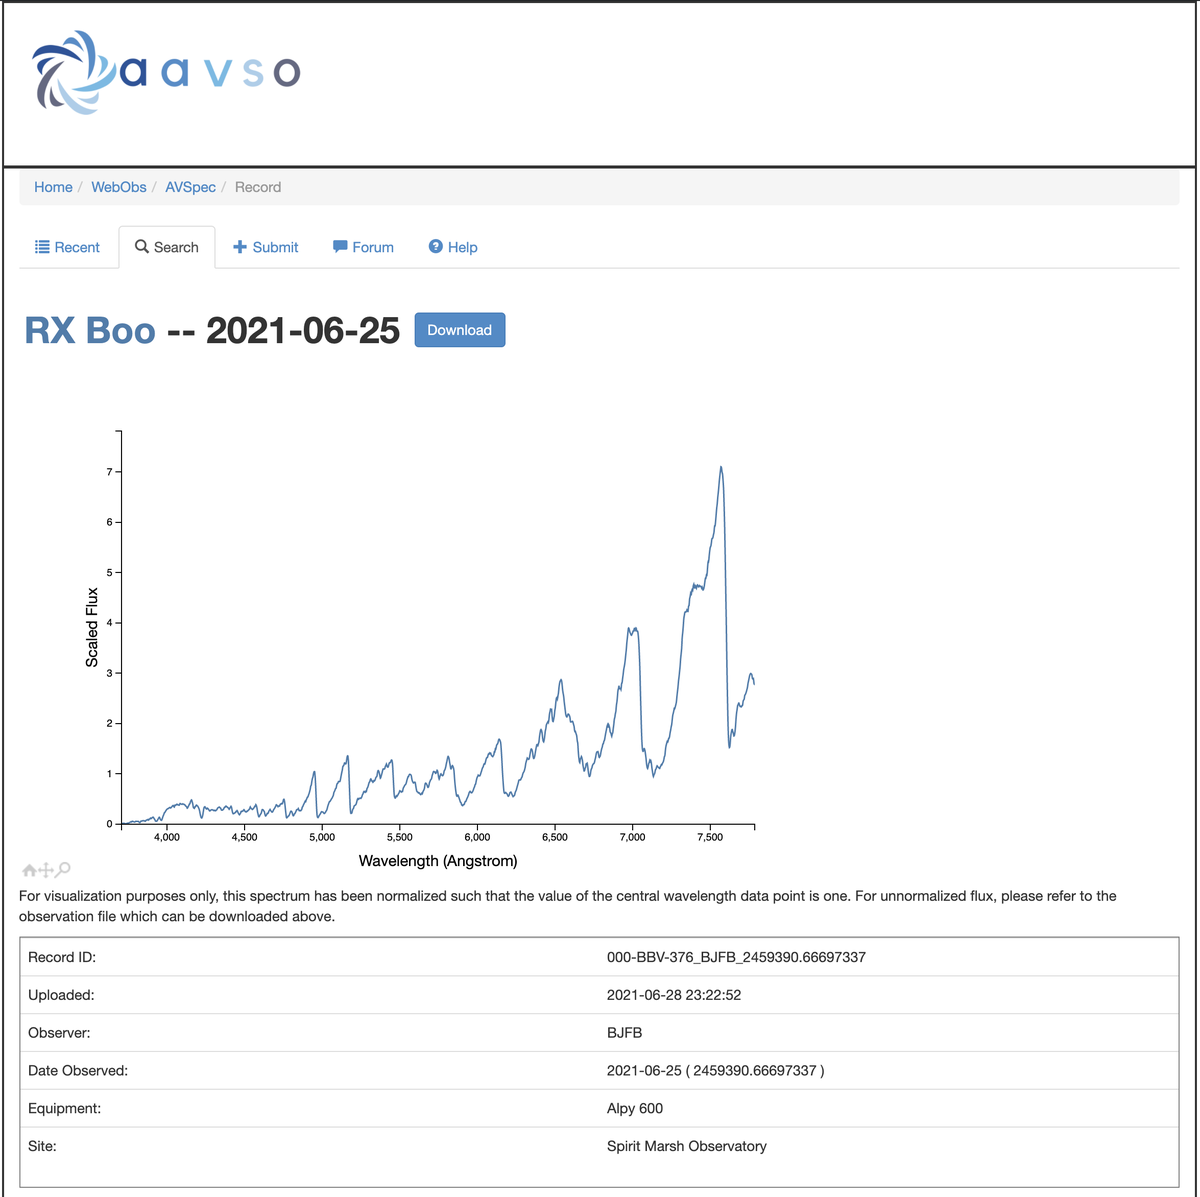 aavso
Home / WebObs / AVSpec / Record
Recent Search Submit Forum Help
RX Boo -- 2021-06-25 Download
7
6
5
4
3
2
1
0
Scaled Flux
4,000 4,500 5,000 5,500 6,000 6,500 7,000 7,500
Wavelength (Angstrom)
For visualization purposes only, this spectrum has been normalized such that the value of the central wavelength data point is one. For unnormalized flux, please refer to the
observation file which can be downloaded above.
Record ID: 000-BBV-376_BJFB_2459390.66697337
Uploaded: 2021-06-28 23:22:52
Observer: BJFB
Date Observed: 2021-06-25 ( 2459390.66697337 )
Equipment: Alpy 600
Site: Spirit Marsh Observatory